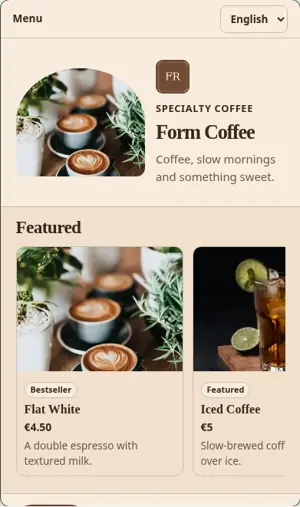 Menu
English
FR
SPECIALTY COFFEE
Form Coffee
Coffee, slow mornings
and something sweet.
Featured
Bestseller
Flat White
€4.50
A double espresso with
textured milk.
Featured
Iced Coffee
€5
Slow-brewed coff
over ice.